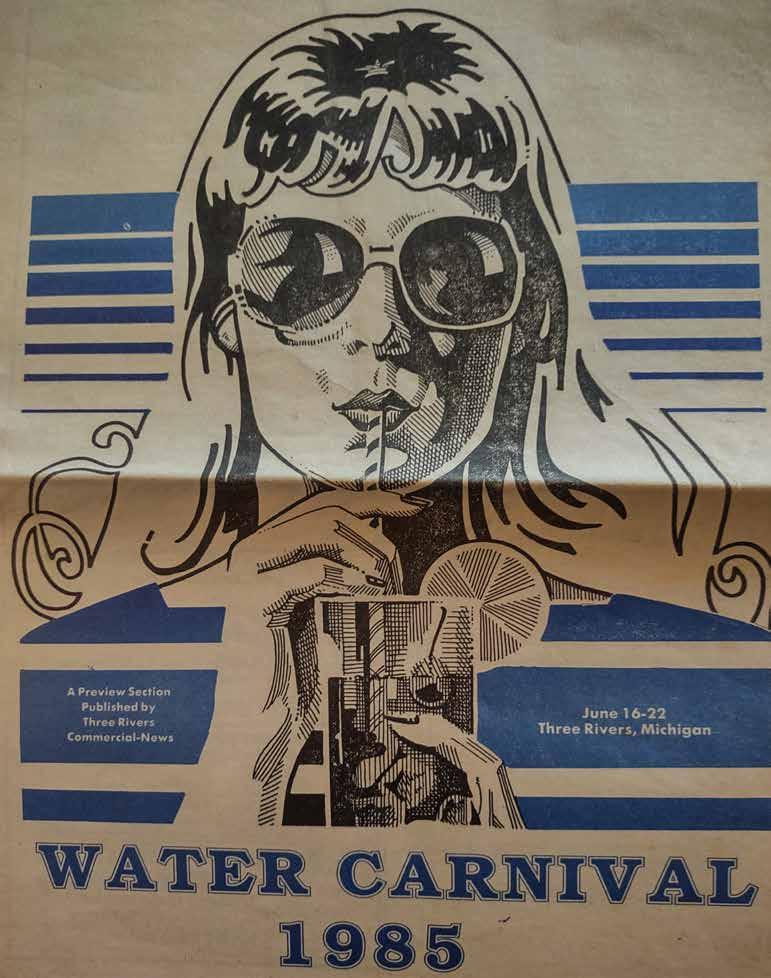 A Preview Section
Published by
Three Rivers
Commercial-News
June 16-22
Three Rivers, Michigan
WATER CARNIVAL
1985